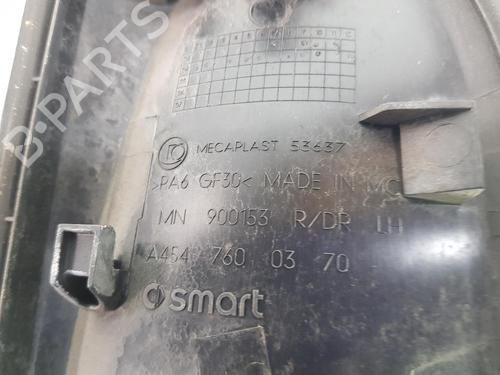 MECAPLAST 53637
>PA6 GF30< MADE IN MC
MN 900153 R/DR LH
A454 760 03 70
smart
B-PARTS